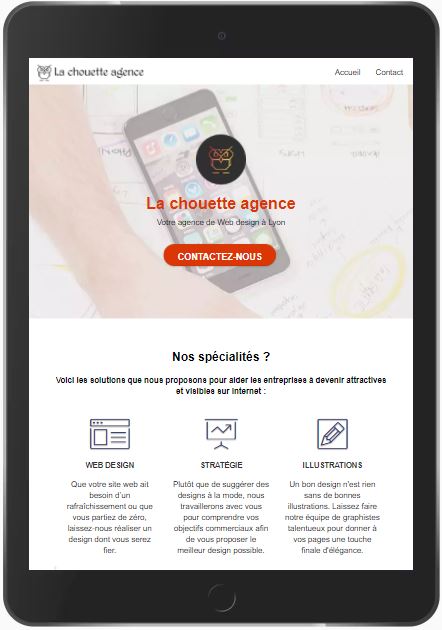 La chouette agence
Accueil Contact
La chouette agence
Votre agence de Web design à Lyon
CONTACTEZ-NOUS
Nos spécialités ?
Voici les solutions que nous proposons pour aider les entreprises à devenir attractives
et visibles sur Internet :
WEB DESIGN
Que votre site web ait
besoin d'un
rafraîchissement ou que
vous partiez de zéro,
laissez-nous réaliser un
design dont vous serez
fier.
STRATÉGIE
Plutôt que de suggérer des
designs à la mode, nous
travaillerons avec vous
pour comprendre vos
objectifs commerciaux afin
de vous proposer le
meilleur design possible.
ILLUSTRATIONS
Un bon design n'est rien
sans de bonnes
illustrations. Laissez faire
notre équipe de graphistes
talentueux pour donner à
vos pages une touche
finale d'élégance.